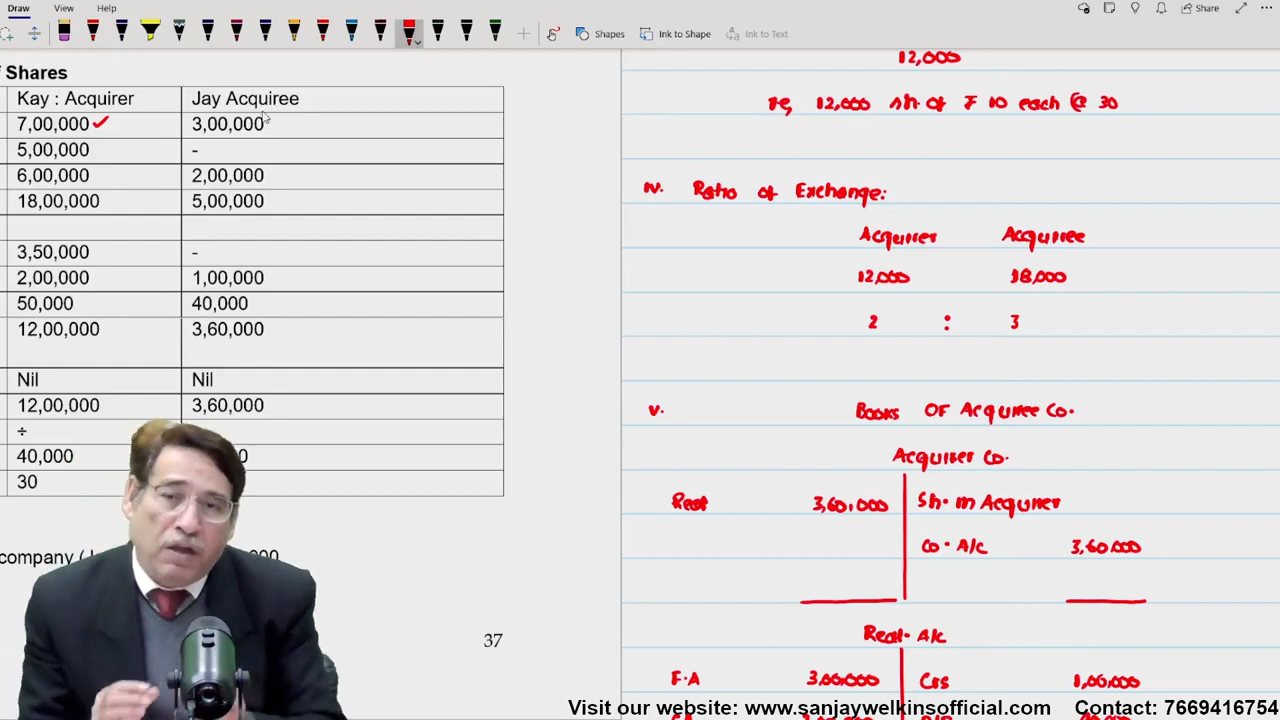 Draw View Help
Share
Shapes Ink to Shape Ink to Text
Shares
Kay : Acquirer Jay Acquiree
7,00,000 3,00,000
5,00,000 -
6,00,000 2,00,000
18,00,000 5,00,000
3,50,000 -
2,00,000 1,00,000
50,000 40,000
12,00,000 3,60,000
Nil Nil
12,00,000 3,60,000
÷
40,000
30
company
37
12,000
ie, 12,000 sh. of ₹ 10 each @ 30
iv. Ratio of Exchange:
Acquirer Acquiree
12,000 18,000
2 : 3
v. Books OF Acquiree Co.
Acquirer Co.
Real 3,60,000 Sh. in Acquirer
Co. A/c 3,60,000
Real. A/c
F.A 3,00,000 Crs 1,00,000
Visit our website: www.sanjaywelkinsofficial.com Contact: 7669416754